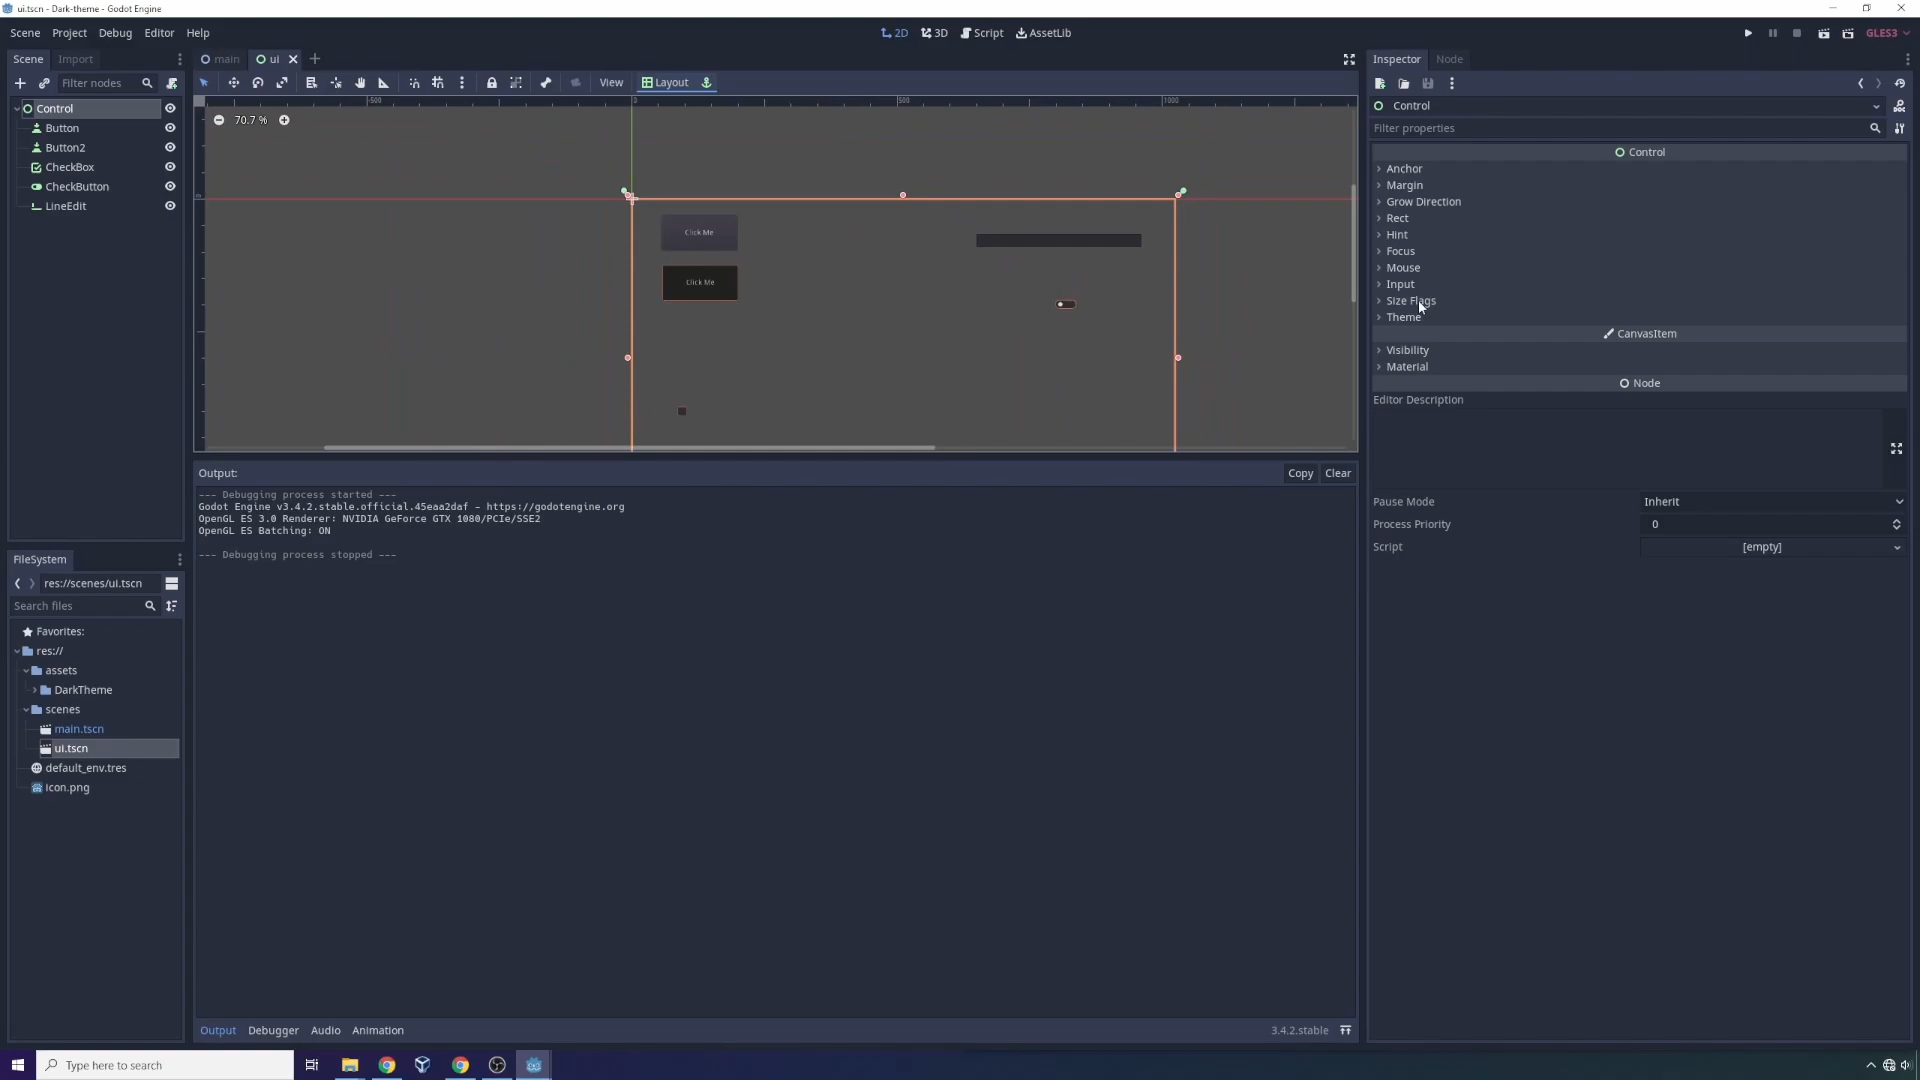 ui.tscn - Dark-theme - Godot Engine
Scene Project Debug Editor Help
2D 3D Script AssetLib
GLES3
Scene Import
main ui
Inspector Node
Filter nodes
View Layout
Control
Button
Button2
CheckBox
CheckButton
LineEdit
-500 0 500 1000
70.7 %
Click Me
Click Me
Control
Filter properties
Control
Anchor
Margin
Grow Direction
Rect
Hint
Focus
Mouse
Input
Size Flags
Theme
CanvasItem
Visibility
Material
Node
Editor Description
Pause Mode Inherit
Process Priority 0
Script [empty]
Output: Copy Clear
--- Debugging process started ---
Godot Engine v3.4.2.stable.official.45eaa2daf - https://godotengine.org
OpenGL ES 3.0 Renderer: NVIDIA GeForce GTX 1080/PCIe/SSE2
OpenGL ES Batching: ON
--- Debugging process stopped ---
FileSystem
res://scenes/ui.tscn
Search files
Favorites:
res://
assets
DarkTheme
scenes
main.tscn
ui.tscn
default_env.tres
icon.png
Output Debugger Audio Animation 3.4.2.stable
Type here to search